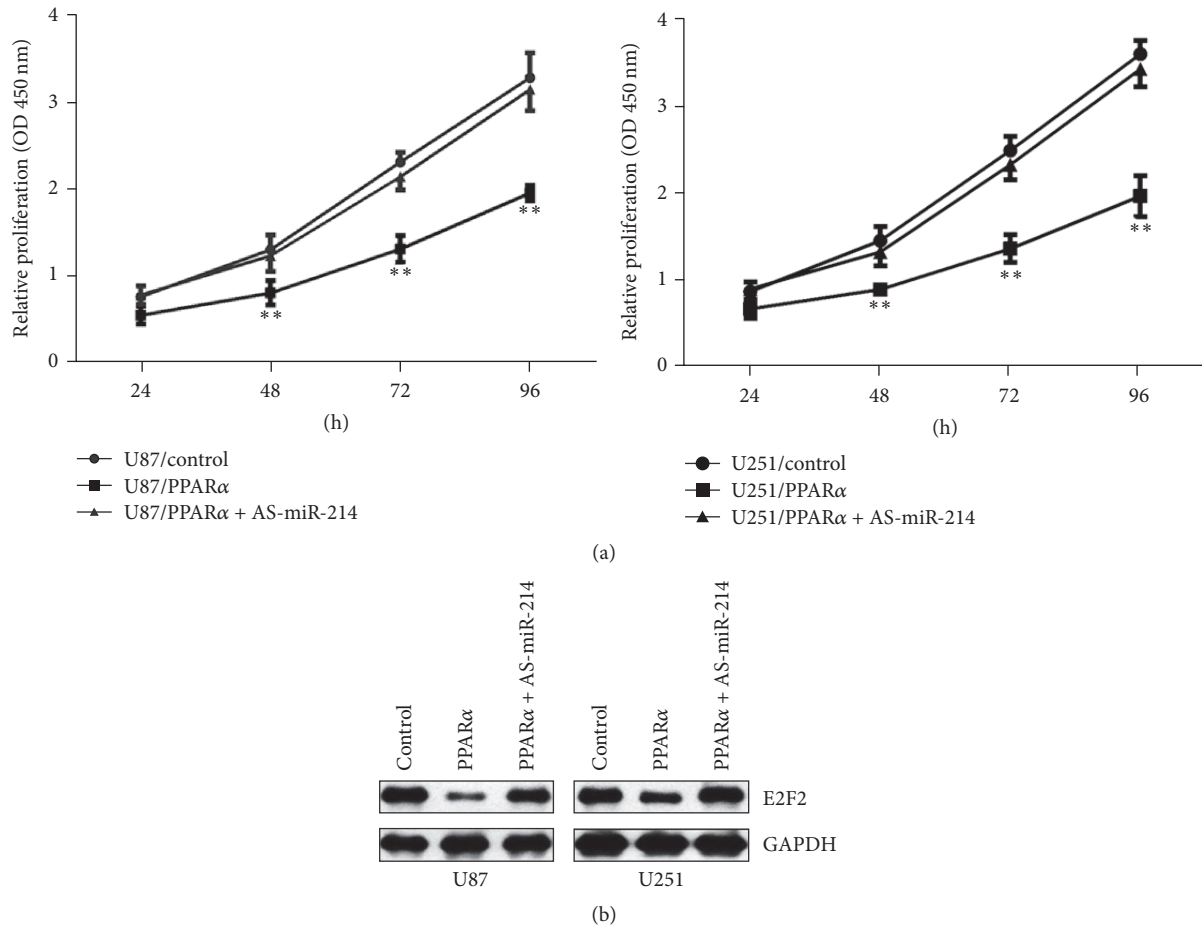 Relative proliferation (OD 450 nm)
4
3
2
1
0
**
**
**
24 48 72 96
(h)
U87/control
U87/PPARα
U87/PPARα + AS-miR-214
Relative proliferation (OD 450 nm)
4
3
2
1
0
**
**
**
24 48 72 96
(h)
U251/control
U251/PPARα
U251/PPARα + AS-miR-214
(a)
Control
PPARα
PPARα + AS-miR-214
Control
PPARα
PPARα + AS-miR-214
E2F2
GAPDH
U87 U251
(b)